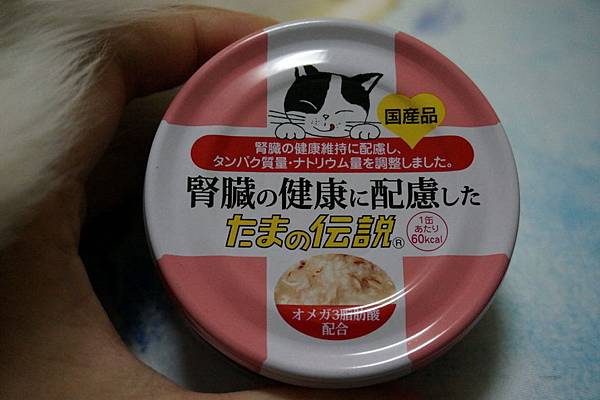 国産品
腎臓の健康維持に配慮し、
タンパク質量・ナトリウム量を調整しました。
腎臓の健康に配慮した
たまの伝説®
1缶
あたり
60kcal
オメガ3脂肪酸
配合